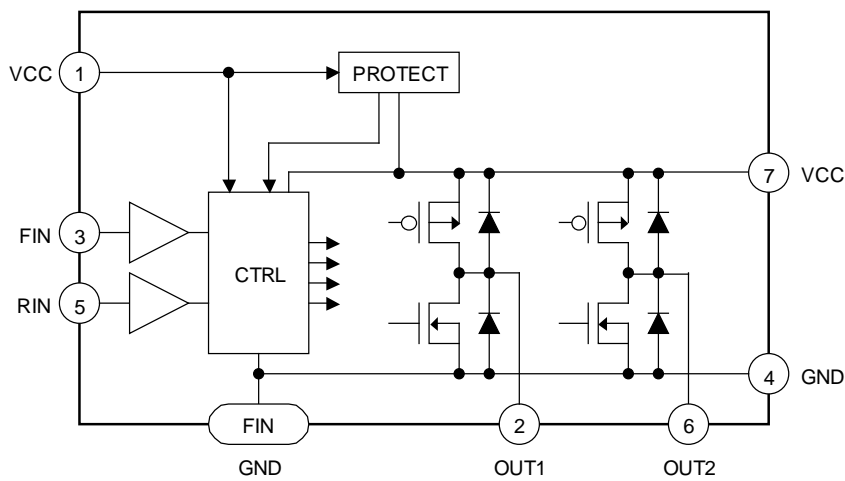 VCC 1 PROTECT
7 VCC
FIN 3
CTRL
RIN 5
4 GND
FIN 2 6
GND OUT1 OUT2